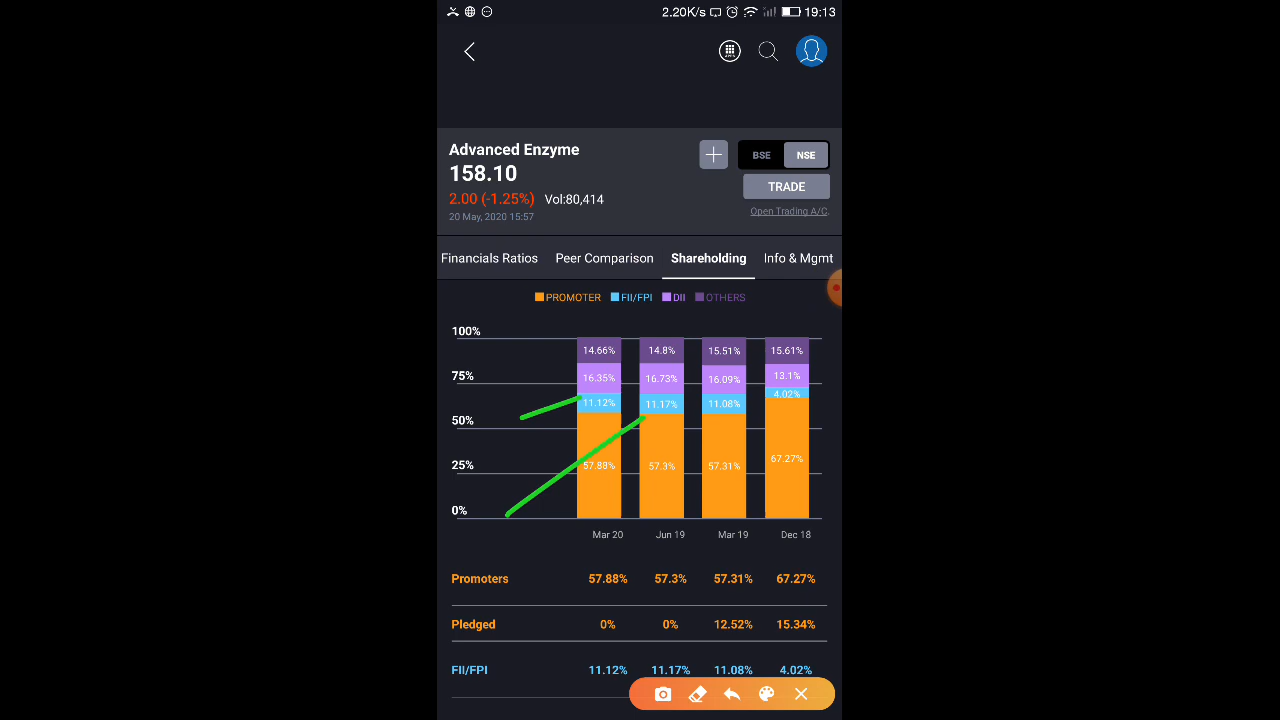 2.20K/s 19:13
Advanced Enzyme
158.10
2.00 (-1.25%) Vol:80,414
20 May, 2020 15:57
BSE NSE
TRADE
Open Trading A/C.
Financials Ratios Peer Comparison Shareholding Info & Mgmt
PROMOTER FII/FPI DII OTHERS
100%
14.66% 14.8% 15.51% 15.61%
75%
16.35% 16.73% 16.09% 13.1%
11.12% 11.17% 11.08% 4.02%
50%
25%
57.88% 57.3% 57.31% 67.27%
0%
Mar 20 Jun 19 Mar 19 Dec 18
Promoters 57.88% 57.3% 57.31% 67.27%
Pledged 0% 0% 12.52% 15.34%
FII/FPI 11.12% 11.17% 11.08% 4.02%